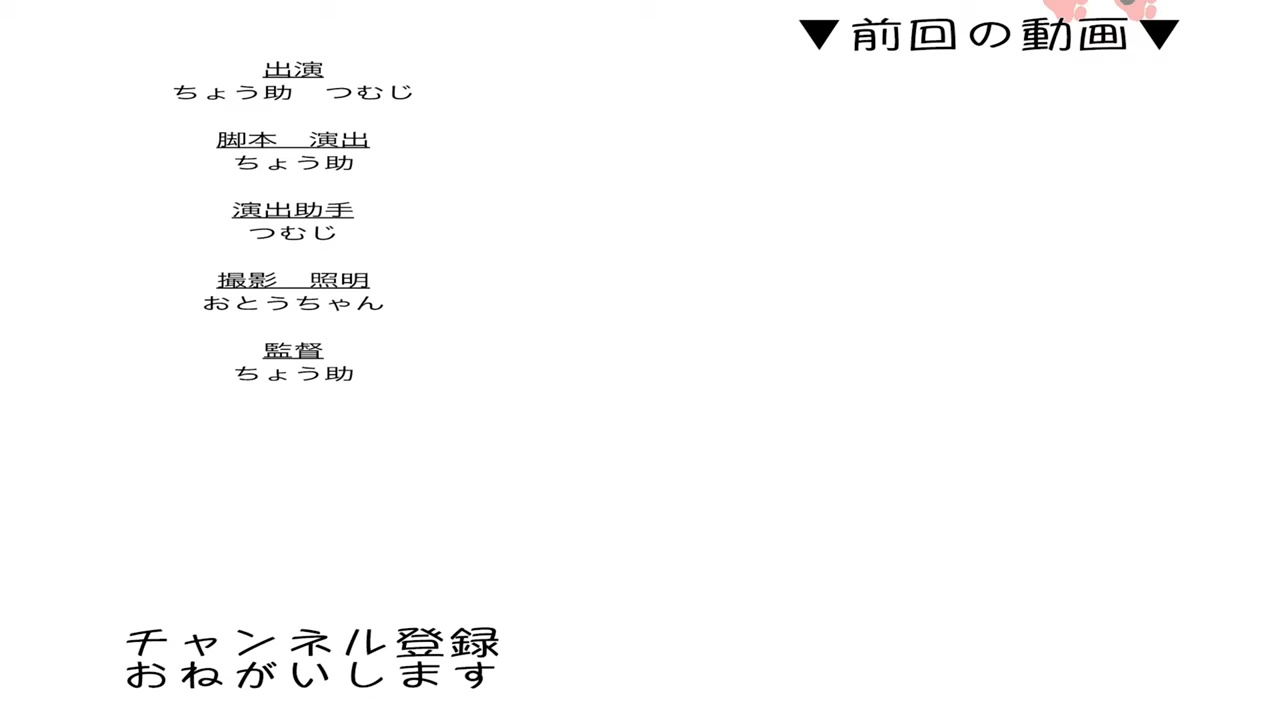 ▼前回の動画▼
出演
ちょう助　つむじ
脚本　演出
ちょう助
演出助手
つむじ
撮影　照明
おとうちゃん
監督
ちょう助
チャンネル登録
おねがいします